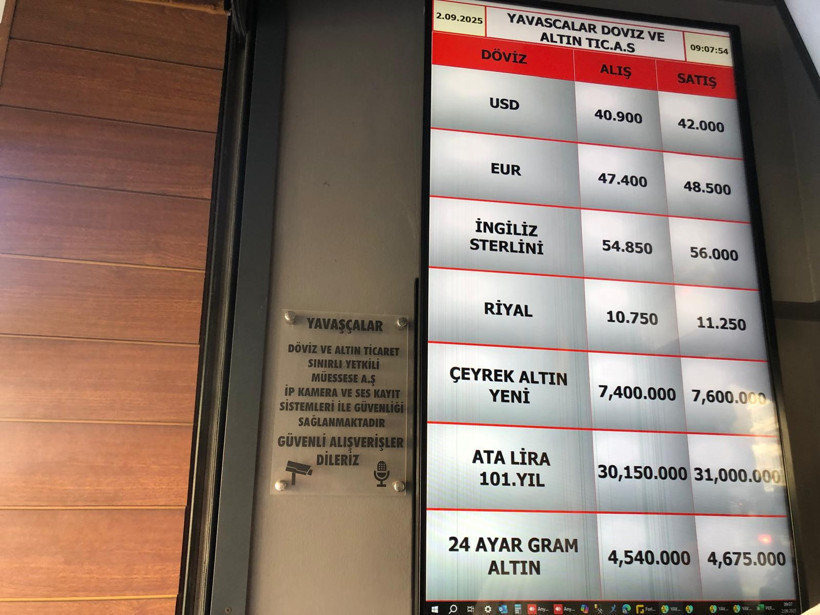 2.09.2025
YAVASCALAR DOVIZ VE
ALTIN TIC.A.S
09:07:54
DÖVİZ ALIŞ SATIŞ
USD 40.900 42.000
EUR 47.400 48.500
İNGİLİZ
STERLİNİ 54.850 56.000
RİYAL 10.750 11.250
ÇEYREK ALTIN
YENİ 7,400.000 7,600.000
ATA LİRA
101.YIL 30,150.000 31,000.000
24 AYAR GRAM
ALTIN 4,540.000 4,675.000
YAVAŞÇALAR
DÖVİZ VE ALTIN TİCARET
SINIRLI YETKİLİ
MÜESSESE A.Ş
İP KAMERA VE SES KAYIT
SİSTEMLERİ İLE GÜVENLİĞİ
SAĞLANMAKTADIR
GÜVENLİ ALIŞVERİŞLER
DİLERİZ